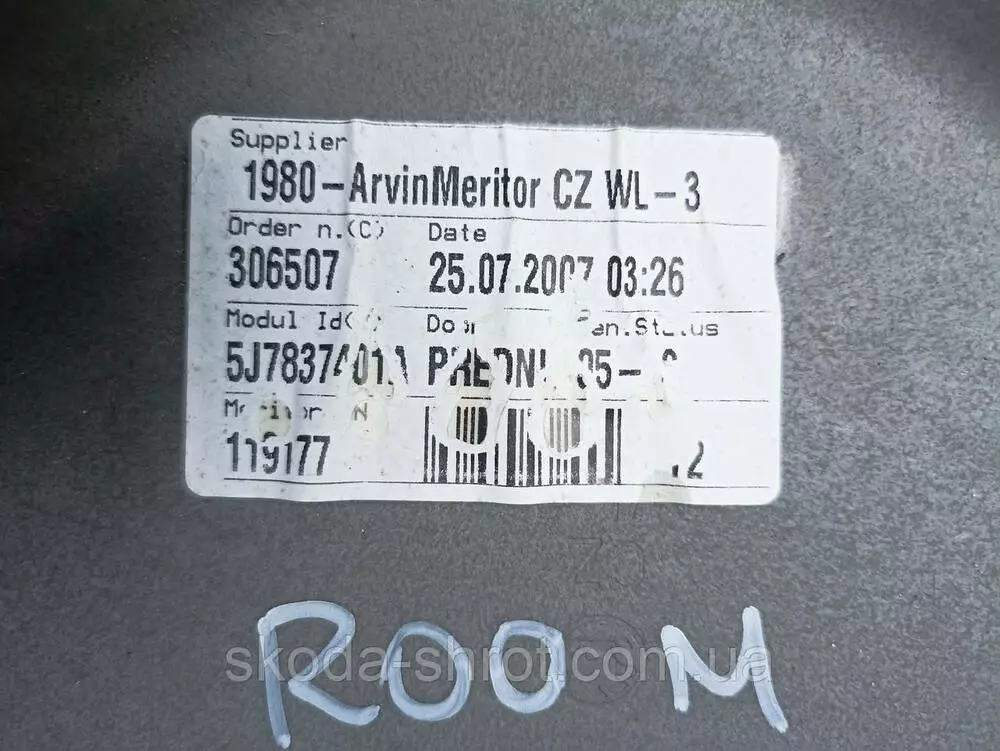 Supplier
1980-ArvinMeritor CZ WL-3
Order n.(C) Date
306507 25.07.2007 03:26
Modul Id
119177
ROOM
skoda-shrot.com.ua